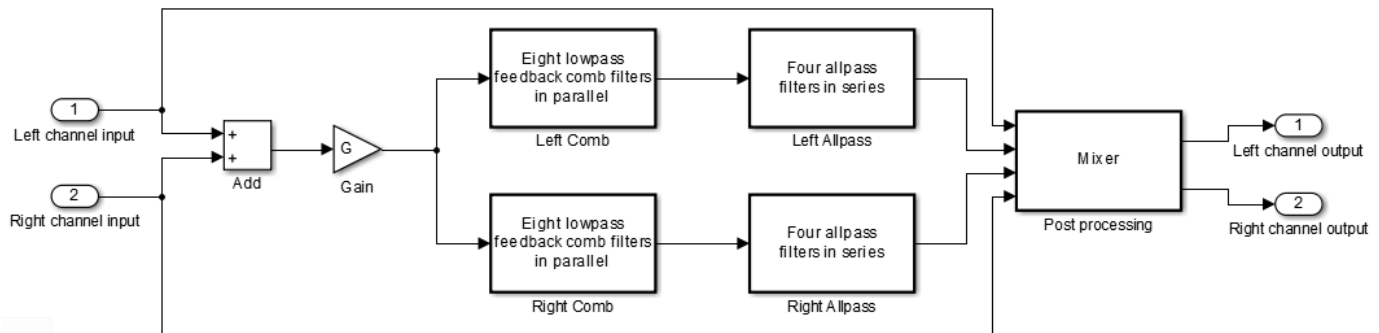 1
Left channel input
2
Right channel input
+
+
Add
G
Gain
Eight lowpass
feedback comb filters
in parallel
Left Comb
Four allpass
filters in series
Left Allpass
Eight lowpass
feedback comb filters
in parallel
Right Comb
Four allpass
filters in series
Right Allpass
Mixer
Post processing
1
Left channel output
2
Right channel output